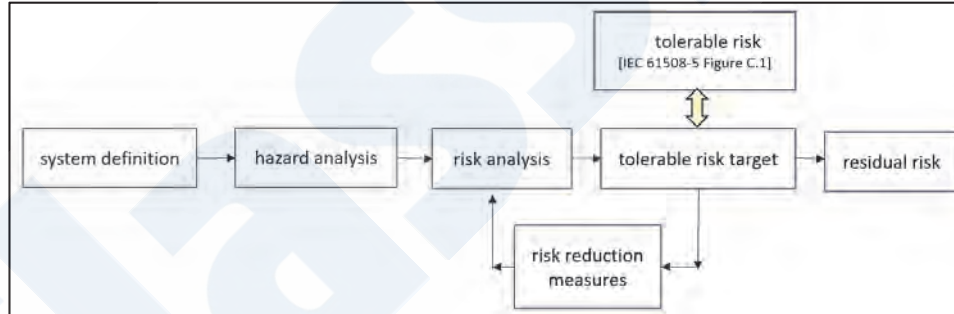 tolerable risk
[IEC 61508-5 Figure C.1]
system definition
hazard analysis
risk analysis
tolerable risk target
residual risk
risk reduction
measures